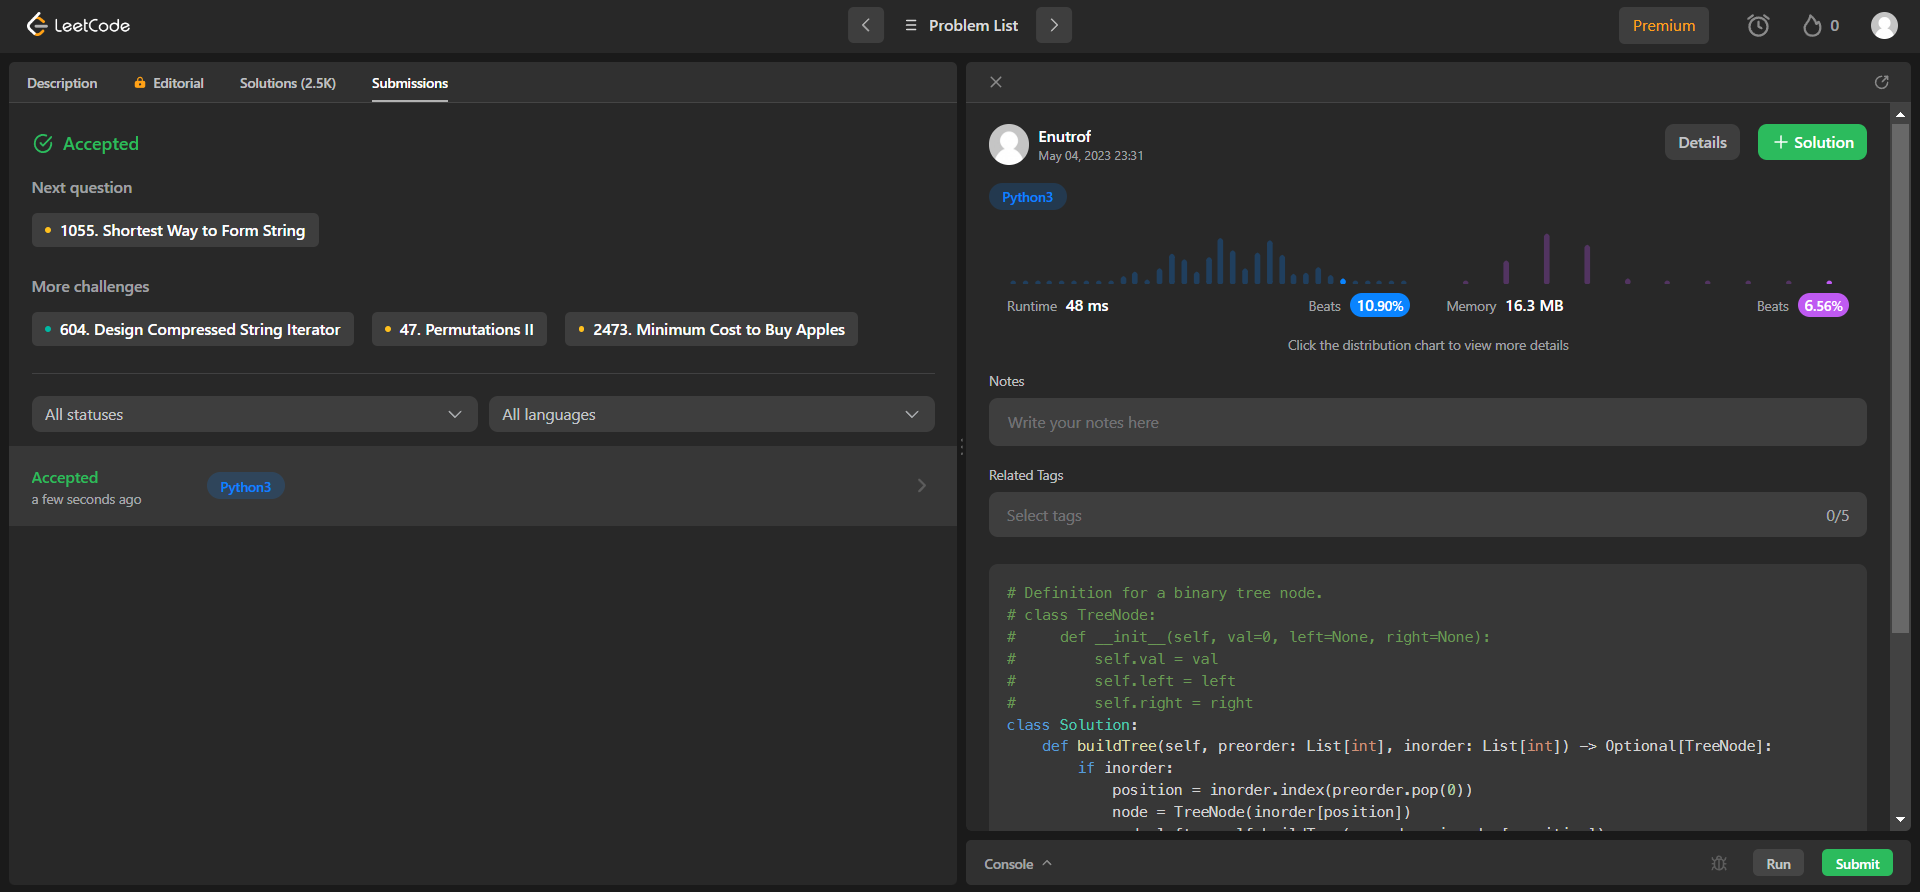 LeetCode
Problem List
Premium
0
Description
Editorial
Solutions (2.5K)
Submissions
Accepted
Next question
1055. Shortest Way to Form String
More challenges
604. Design Compressed String Iterator
47. Permutations II
2473. Minimum Cost to Buy Apples
All statuses
All languages
Accepted
a few seconds ago
Python3
Enutrof
May 04, 2023 23:31
Details
+ Solution
Python3
Runtime 48 ms
Beats 10.90%
Memory 16.3 MB
Beats 6.56%
Click the distribution chart to view more details
Notes
Write your notes here
Related Tags
Select tags
0/5
# Definition for a binary tree node.
# class TreeNode:
#     def __init__(self, val=0, left=None, right=None):
#         self.val = val
#         self.left = left
#         self.right = right
class Solution:
    def buildTree(self, preorder: List[int], inorder: List[int]) -> Optional[TreeNode]:
        if inorder:
            position = inorder.index(preorder.pop(0))
            node = TreeNode(inorder[position])
Console
Run
Submit